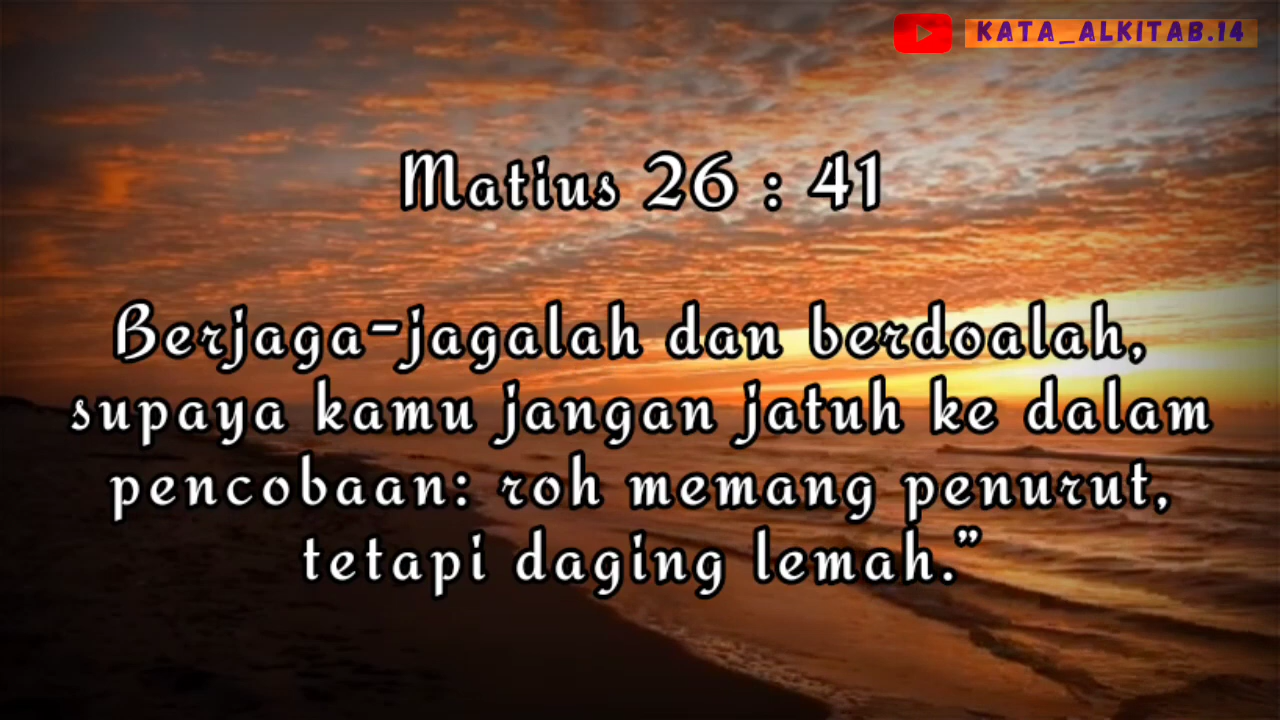 KATA_ALKITAB.14
Matius 26 : 41
Berjaga-jagalah dan berdoalah,
supaya kamu jangan jatuh ke dalam
pencobaan: roh memang penurut,
tetapi daging lemah.”